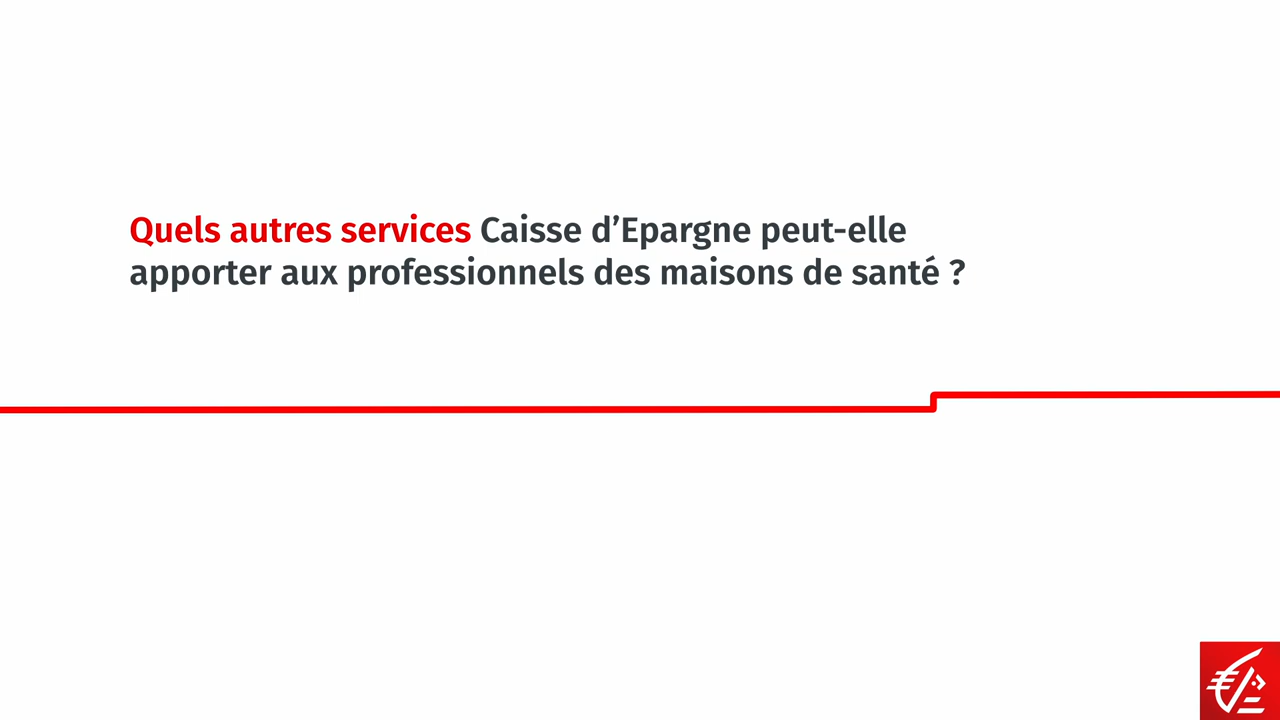 Quels autres services Caisse d’Epargne peut-elle
apporter aux professionnels des maisons de santé ?